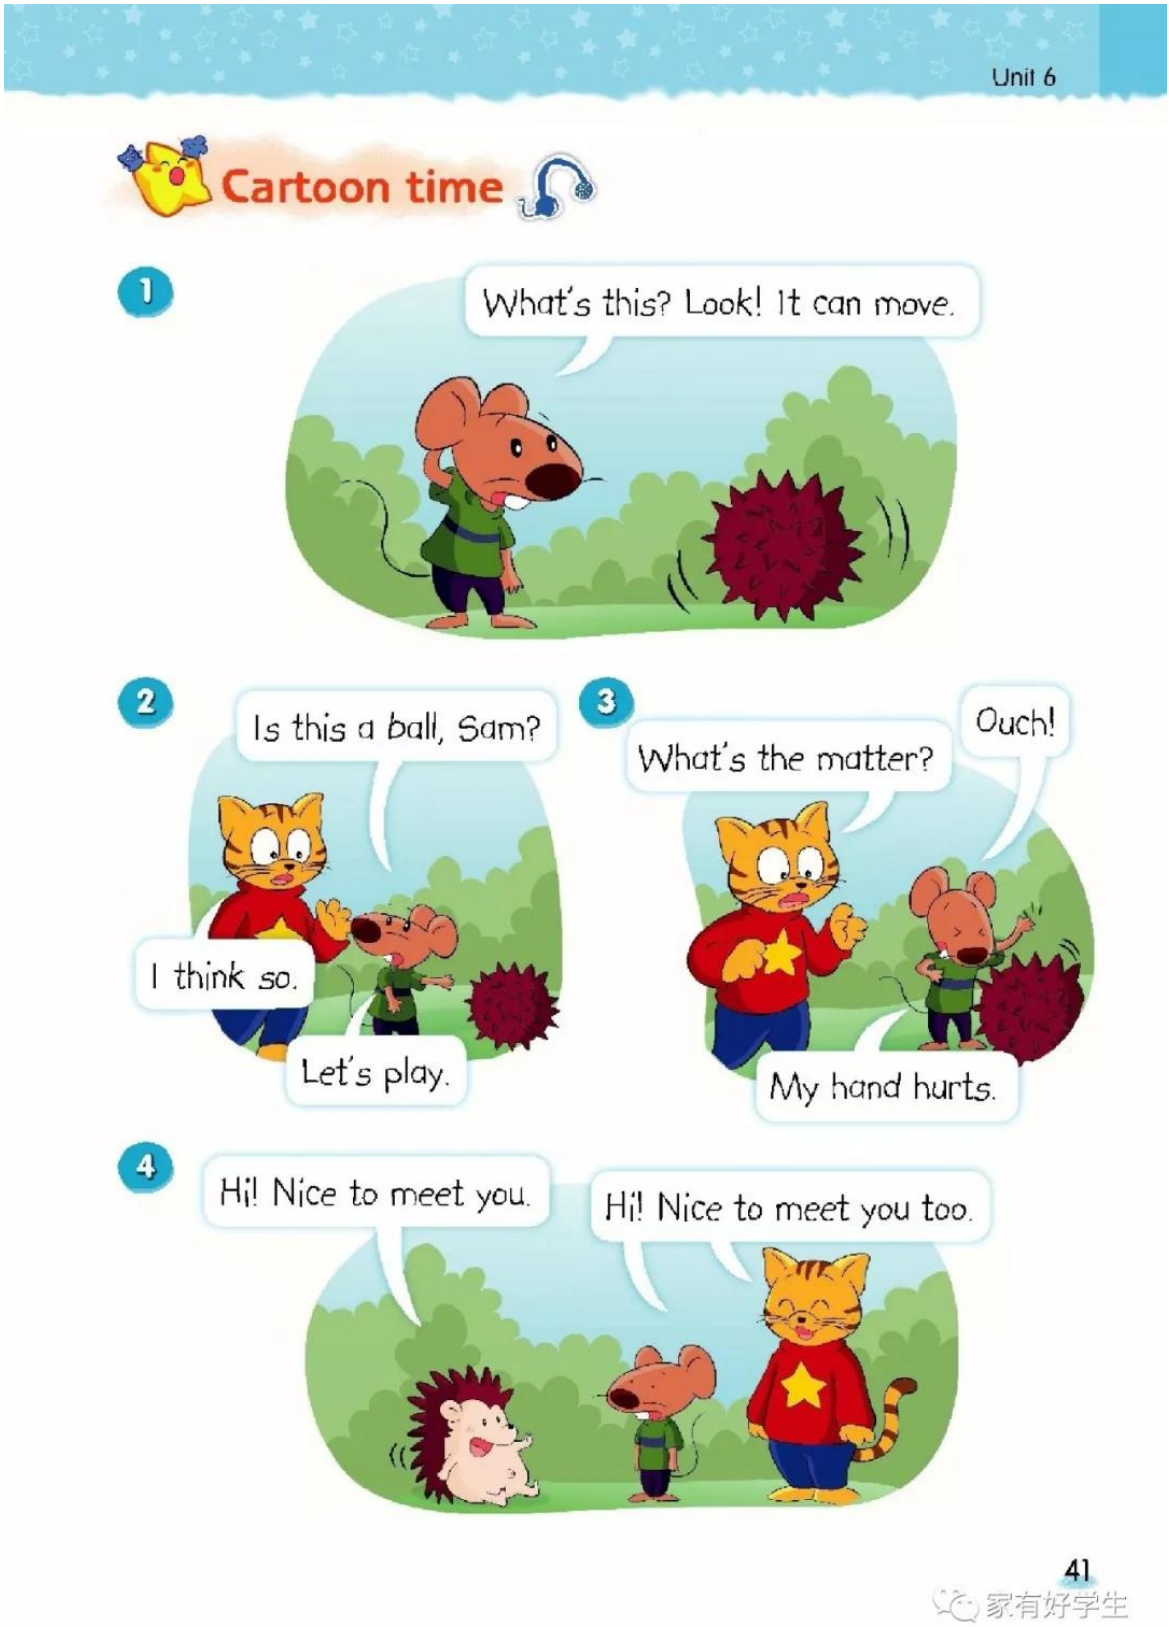 Unit 6
Cartoon time
1
What's this? Look! It can move.
2
Is this a ball, Sam?
I think so.
Let's play.
3
What's the matter?
Ouch!
My hand hurts.
4
Hi! Nice to meet you.
Hi! Nice to meet you too.
41
家有好学生